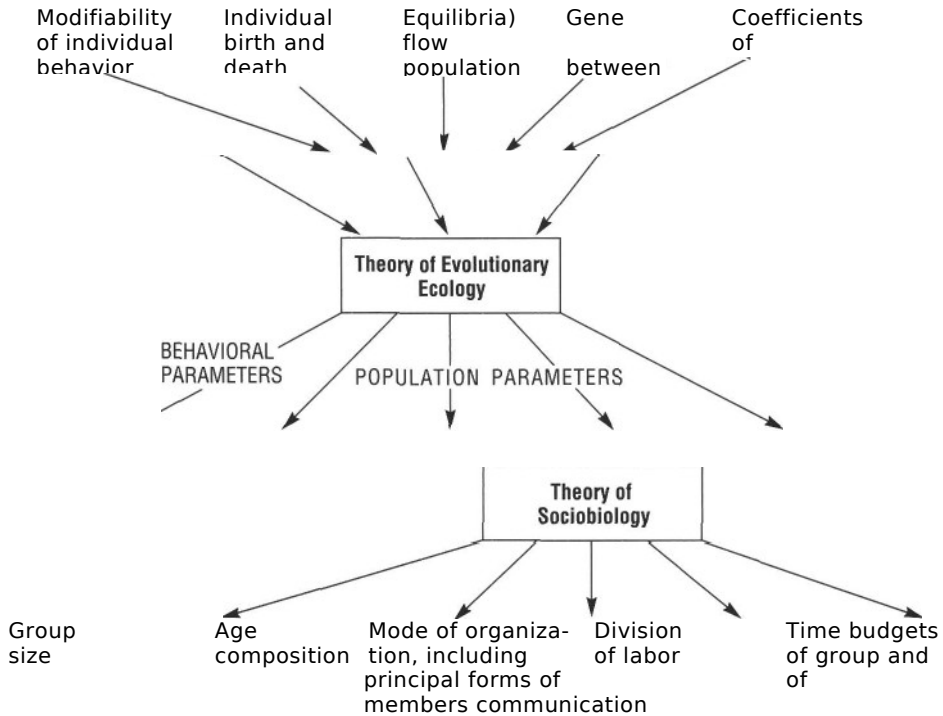 Modifiability Individual Equilibria) Gene Coefficients
of individual birth and flow of
behavior death population between
Theory of Evolutionary
Ecology
BEHAVIORAL
PARAMETERS
POPULATION PARAMETERS
Theory of
Sociobiology
Group Age Mode of organiza- Division Time budgets
size composition tion, including of labor of group and
principal forms of of
members communication